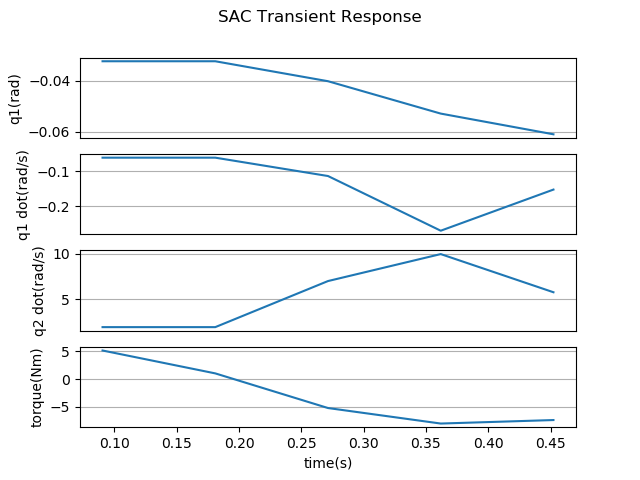 SAC Transient Response
q1(rad)
−0.04
−0.06
q1 dot(rad/s)
−0.1
−0.2
q2 dot(rad/s)
10
5
torque(Nm)
5
0
−5
0.10 0.15 0.20 0.25 0.30 0.35 0.40 0.45
time(s)